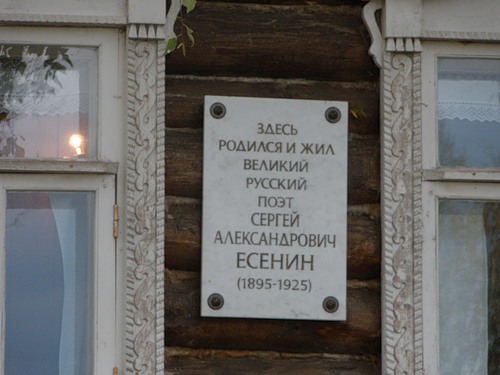 ЗДЕСЬ
РОДИЛСЯ И ЖИЛ
ВЕЛИКИЙ
РУССКИЙ
ПОЭТ
СЕРГЕЙ
АЛЕКСАНДРОВИЧ
ЕСЕНИН
(1895-1925)